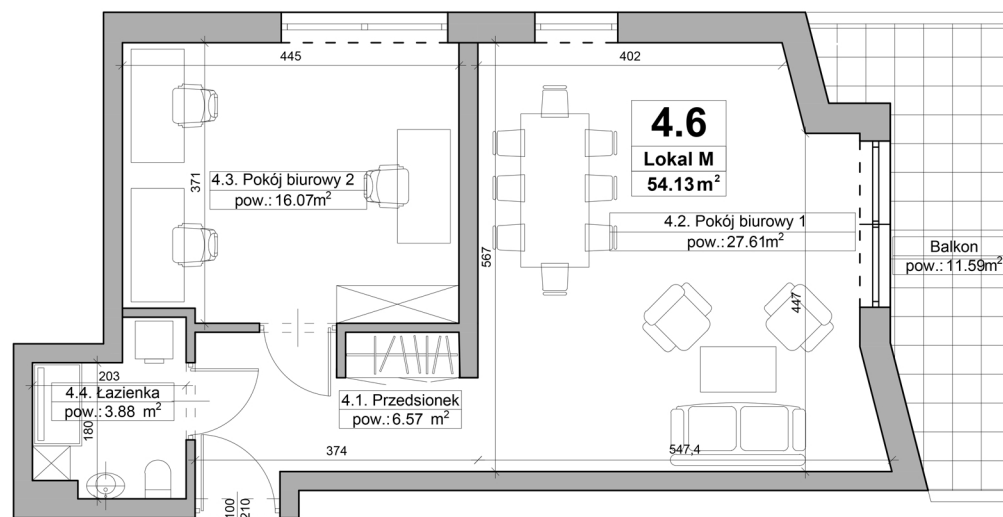 445
402
4.6
Lokal M
54.13m²
371
4.3. Pokój biurowy 2
pow.: 16.07m²
4.2. Pokój biurowy 1
pow.: 27.61m²
567
Balkon
pow.: 11.59m²
447
203
4.4. Łazienka
pow.: 3.88 m²
180
4.1. Przedsionek
pow.: 6.57 m²
374
547,4
100
210